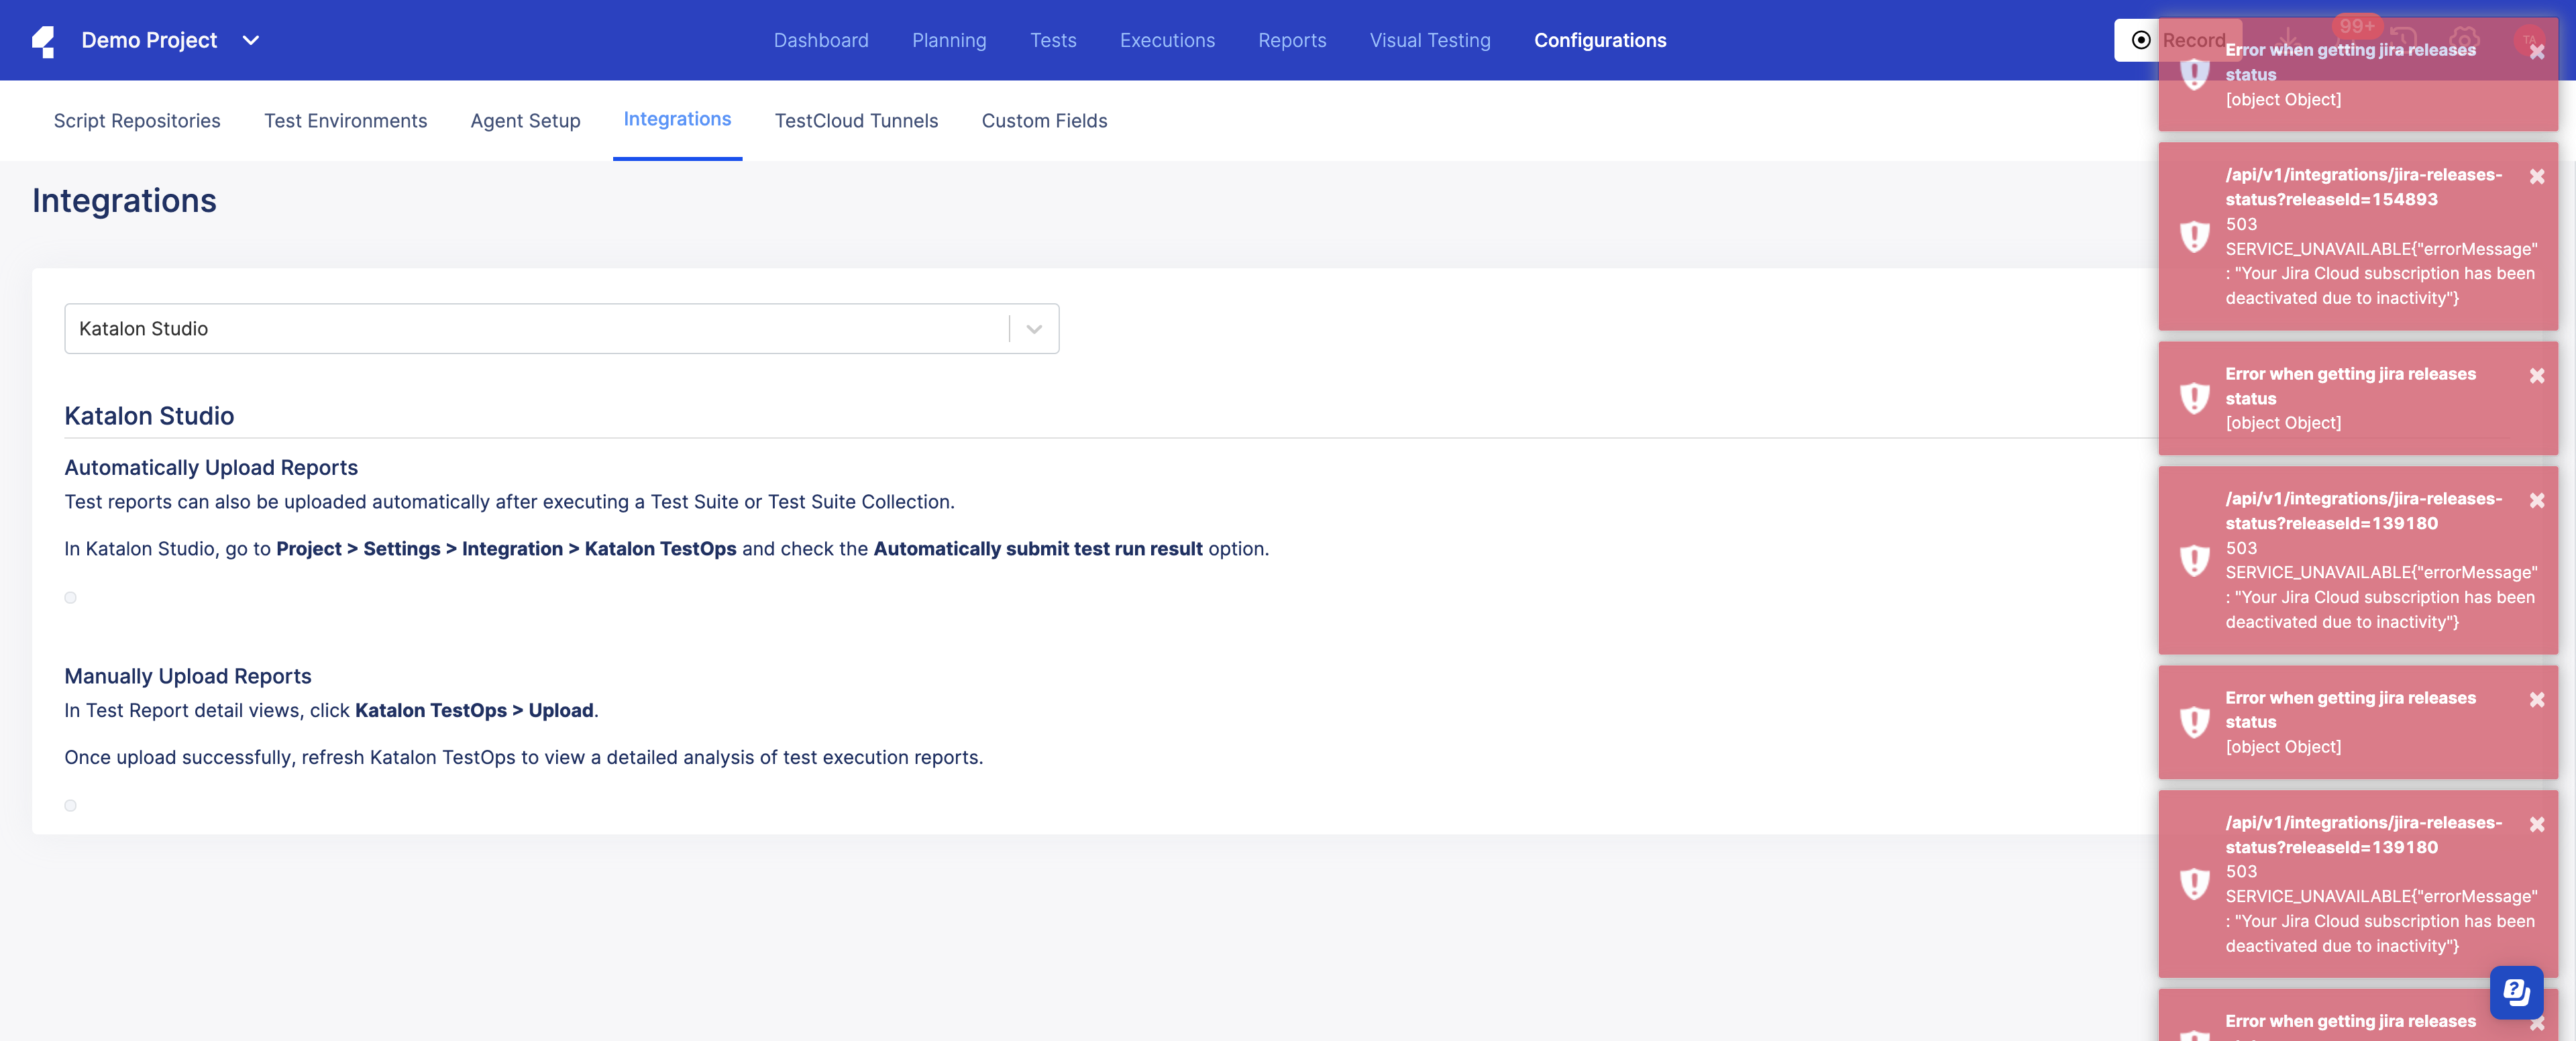 Demo Project
Dashboard
Planning
Tests
Executions
Reports
Visual Testing
Configurations
Record
99+
TA
Script Repositories
Test Environments
Agent Setup
Integrations
TestCloud Tunnels
Custom Fields
Integrations
Katalon Studio
Katalon Studio
Automatically Upload Reports
Test reports can also be uploaded automatically after executing a Test Suite or Test Suite Collection.
In Katalon Studio, go to Project > Settings > Integration > Katalon TestOps and check the Automatically submit test run result option.
Manually Upload Reports
In Test Report detail views, click Katalon TestOps > Upload.
Once upload successfully, refresh Katalon TestOps to view a detailed analysis of test execution reports.
Error when getting jira releases
status
[object Object]
/api/v1/integrations/jira-releases-
status?releaseId=154893
503
SERVICE_UNAVAILABLE{"errorMessage"
: "Your Jira Cloud subscription has been
deactivated due to inactivity"}
Error when getting jira releases
status
[object Object]
/api/v1/integrations/jira-releases-
status?releaseId=139180
503
SERVICE_UNAVAILABLE{"errorMessage"
: "Your Jira Cloud subscription has been
deactivated due to inactivity"}
Error when getting jira releases
status
[object Object]
/api/v1/integrations/jira-releases-
status?releaseId=139180
503
SERVICE_UNAVAILABLE{"errorMessage"
: "Your Jira Cloud subscription has been
deactivated due to inactivity"}
Error when getting jira releases